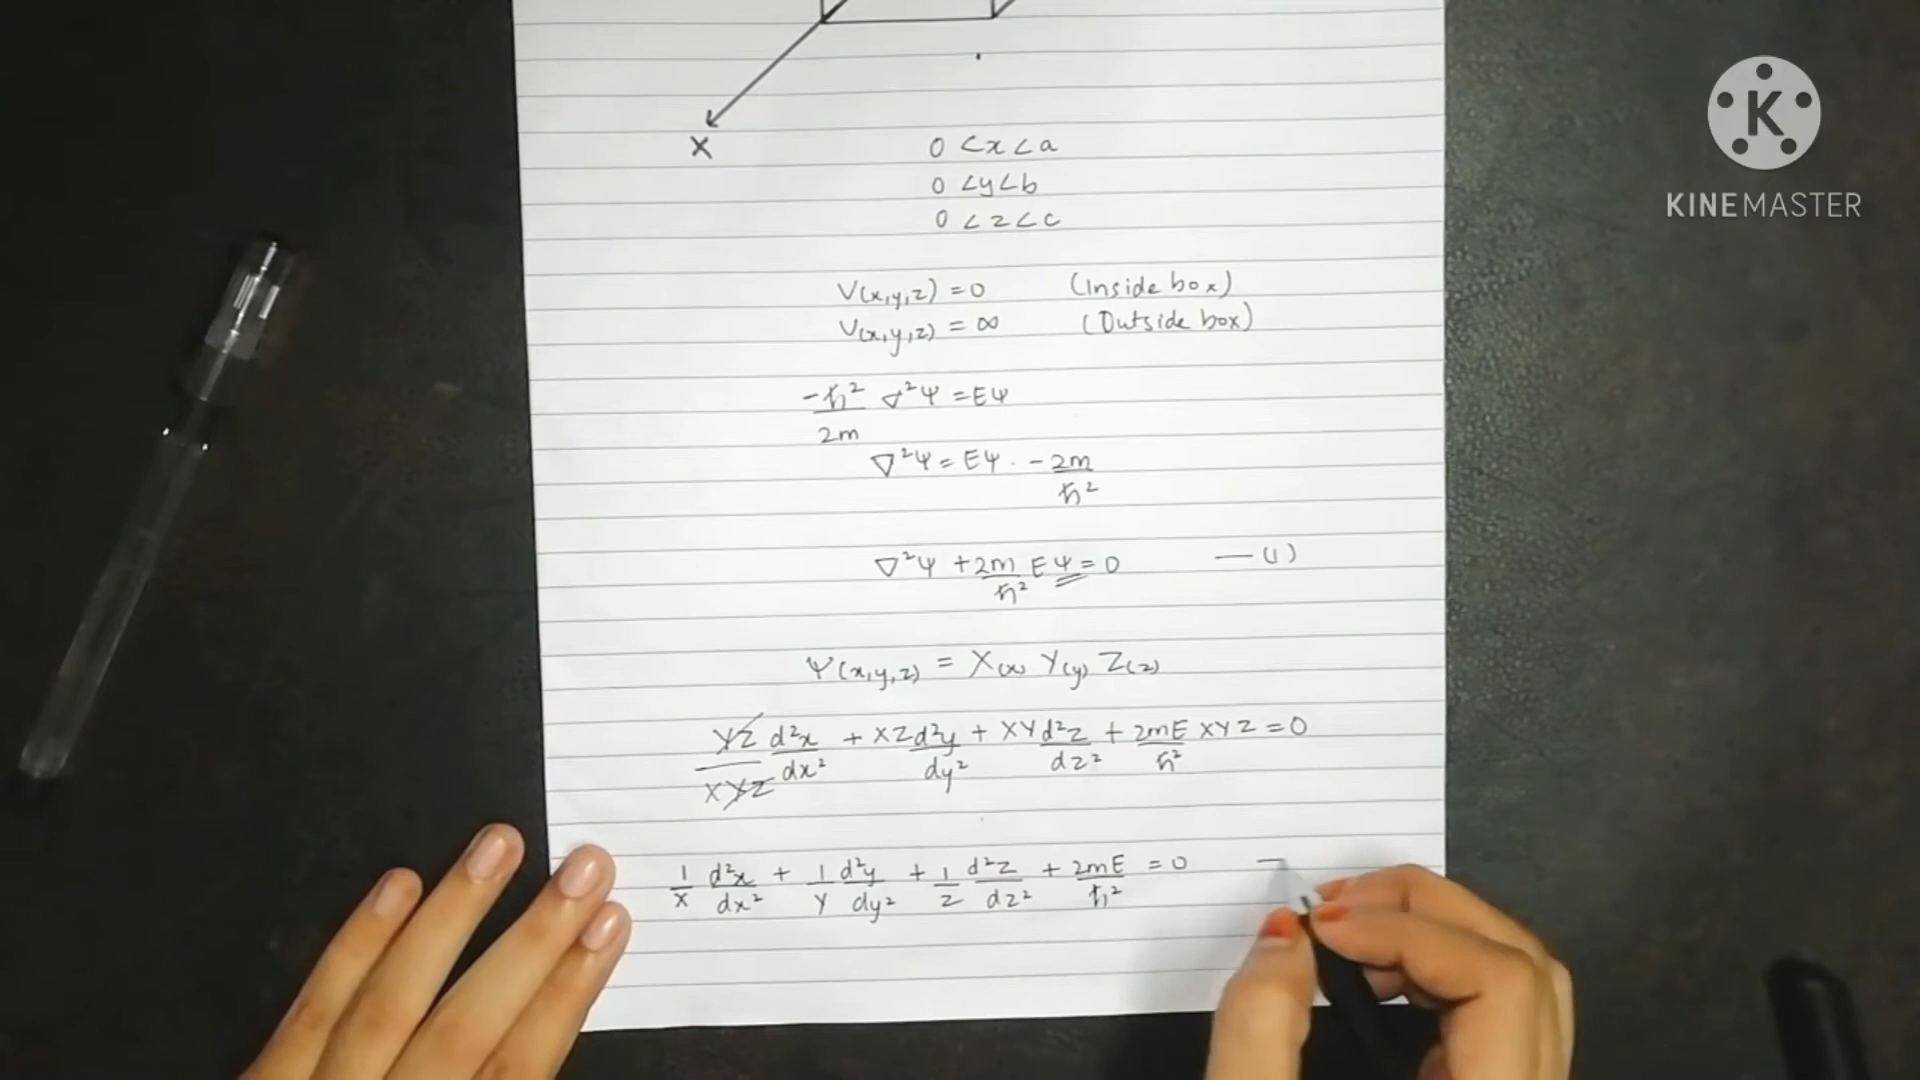 X
0 < x < a
0 < y < b
0 < z < c
V(x,y,z) = 0 (Inside box)
V(x,y,z) = ∞ (Outside box)
-ħ²/2m ∇²Ψ = EΨ
∇²Ψ = EΨ · -2m/ħ²
∇²Ψ + 2m/ħ² EΨ = 0 — (1)
Ψ(x,y,z) = X(x) Y(y) Z(z)
YZ/XYZ d²x/dx² + XZ d²y/dy² + XY d²z/dz² + 2mE/ħ² XYZ = 0
1/X d²x/dx² + 1/Y d²y/dy² + 1/Z d²z/dz² + 2mE/ħ² = 0 —
K
KINEMASTER